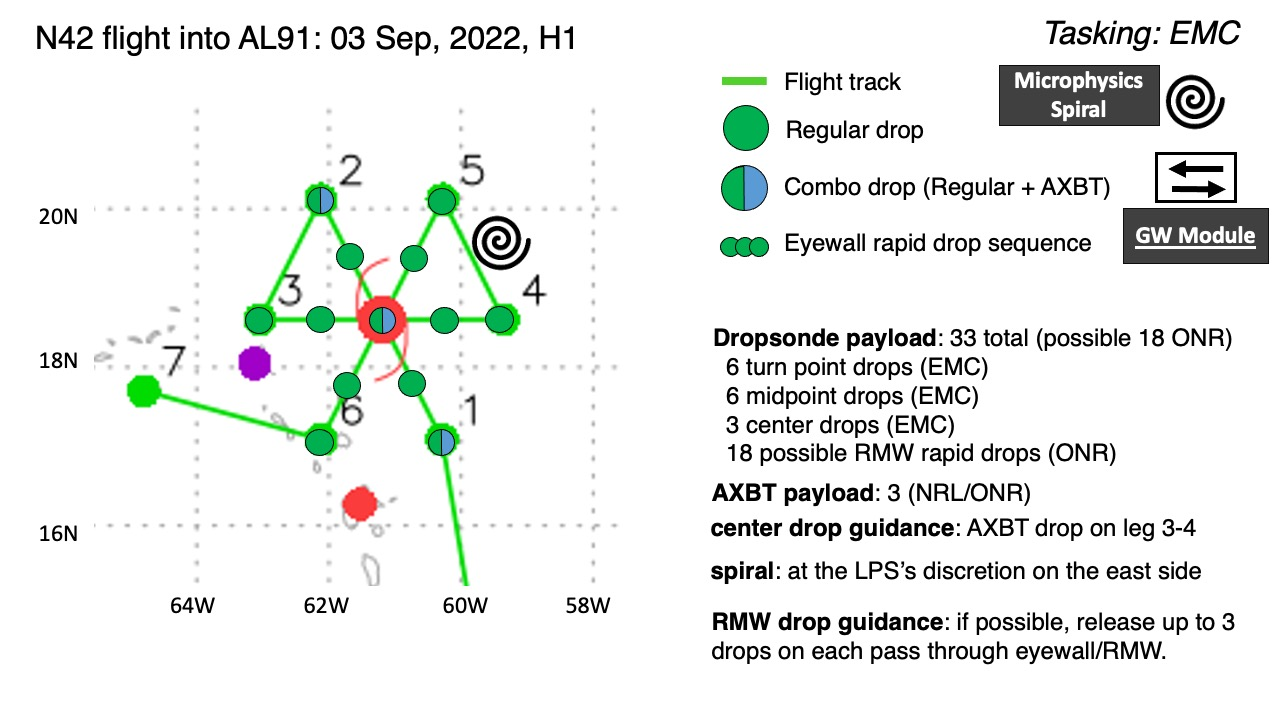 N42 flight into AL91: 03 Sep, 2022, H1
Tasking: EMC
Flight track
Regular drop
Combo drop (Regular + AXBT)
Eyewall rapid drop sequence
Microphysics
Spiral
GW Module
2
5
3
4
7
6
1
20N
18N
16N
64W
62W
60W
58W
Dropsonde payload: 33 total (possible 18 ONR)
6 turn point drops (EMC)
6 midpoint drops (EMC)
3 center drops (EMC)
18 possible RMW rapid drops (ONR)
AXBT payload: 3 (NRL/ONR)
center drop guidance: AXBT drop on leg 3-4
spiral: at the LPS’s discretion on the east side
RMW drop guidance: if possible, release up to 3
drops on each pass through eyewall/RMW.